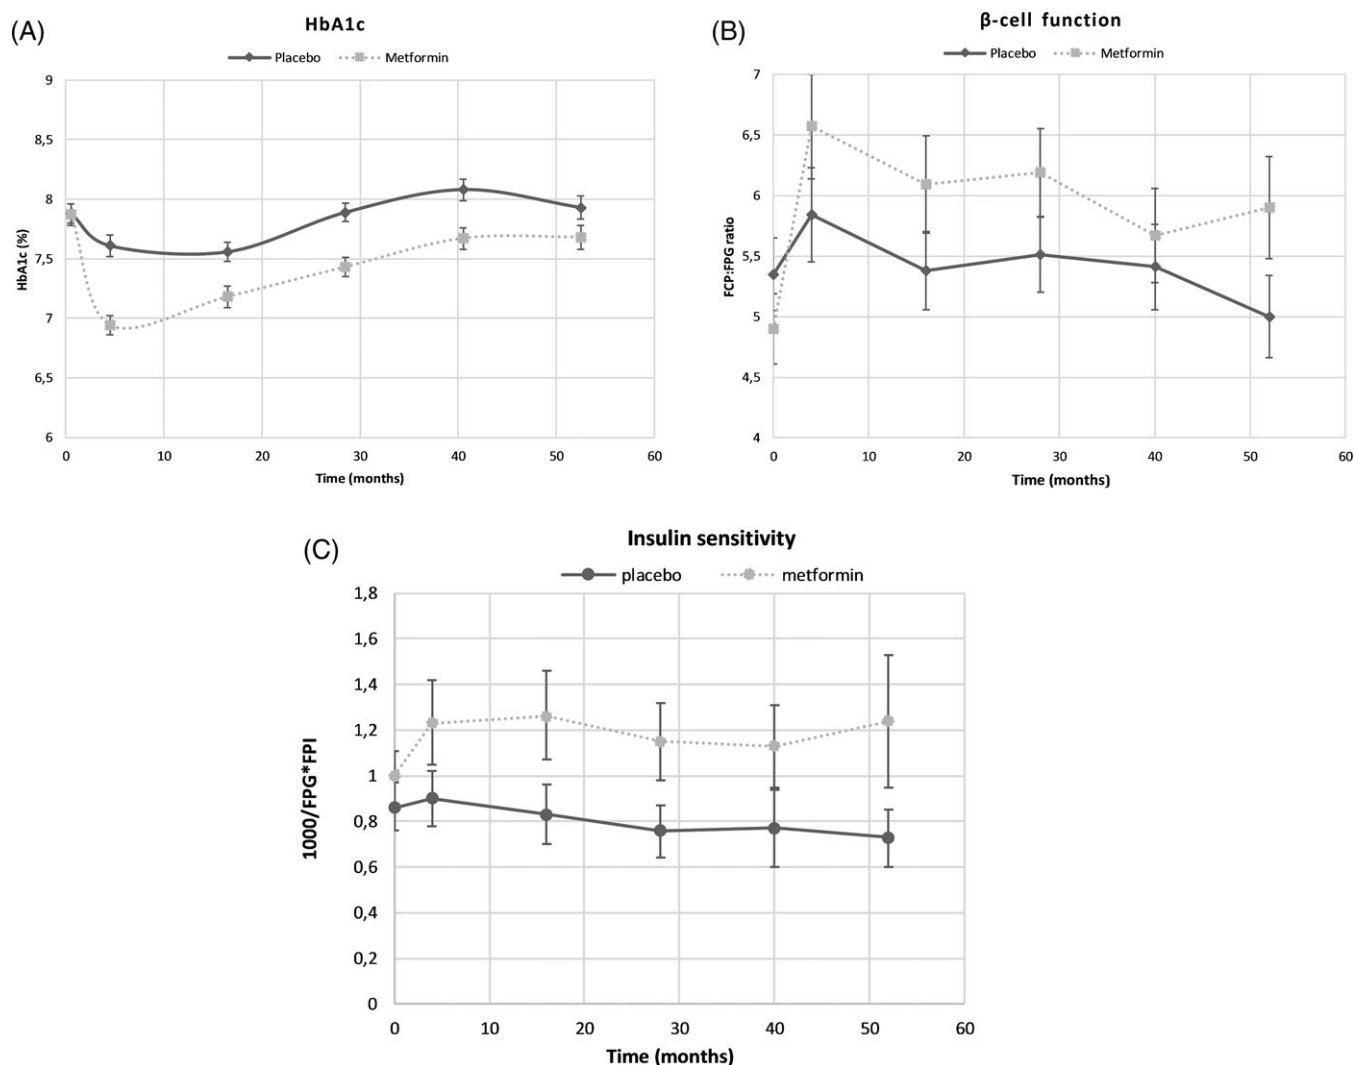 (A)
HbA1c
Placebo Metformin
9
8,5
8
7,5
7
6,5
6
HbA1c (%)
0 10 20 30 40 50 60
Time (months)
(B)
β-cell function
Placebo Metformin
7
6,5
6
5,5
5
4,5
4
FCP:FPG ratio
0 10 20 30 40 50 60
Time (months)
(C)
Insulin sensitivity
placebo metformin
1,8
1,6
1,4
1,2
1
0,8
0,6
0,4
0,2
0
1000/FPG*FPI
0 10 20 30 40 50 60
Time (months)